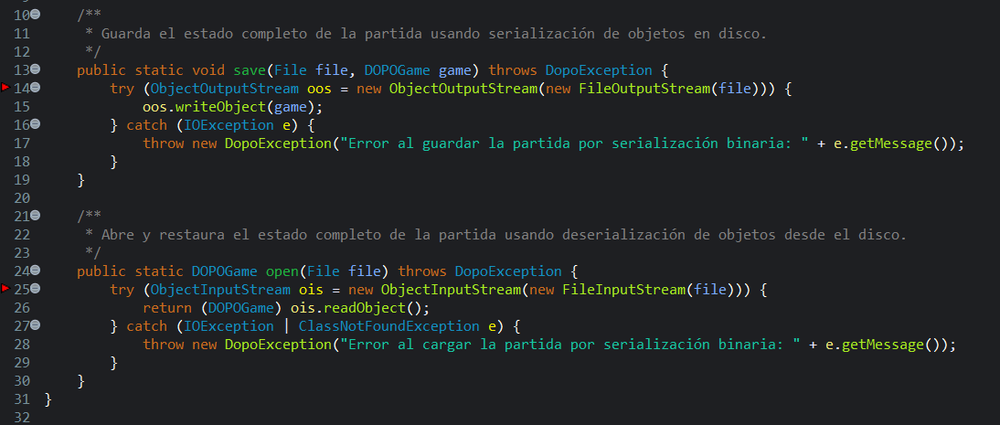 10 /**
11  * Guarda el estado completo de la partida usando serialización de objetos en disco.
12  */
13 public static void save(File file, DOPOGame game) throws DopoException {
14     try (ObjectOutputStream oos = new ObjectOutputStream(new FileOutputStream(file))) {
15         oos.writeObject(game);
16     } catch (IOException e) {
17         throw new DopoException("Error al guardar la partida por serialización binaria: " + e.getMessage());
18     }
19 }
20
21 /**
22  * Abre y restaura el estado completo de la partida usando deserialización de objetos desde el disco.
23  */
24 public static DOPOGame open(File file) throws DopoException {
25     try (ObjectInputStream ois = new ObjectInputStream(new FileInputStream(file))) {
26         return (DOPOGame) ois.readObject();
27     } catch (IOException | ClassNotFoundException e) {
28         throw new DopoException("Error al cargar la partida por serialización binaria: " + e.getMessage());
29     }
30 }
31 }
32